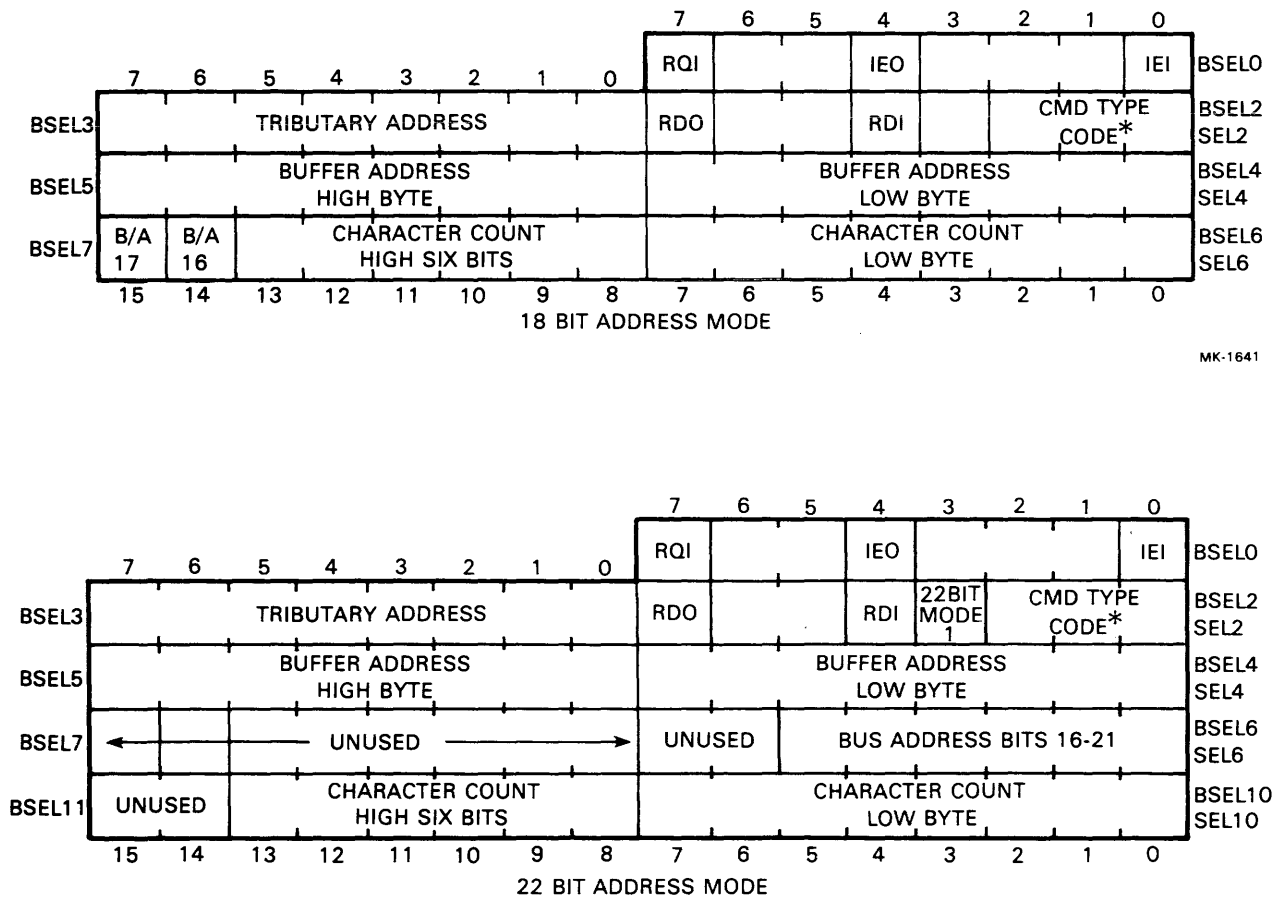 7 6 5 4 3 2 1 0
RQI IEO IEI BSEL0
7 6 5 4 3 2 1 0
BSEL3 TRIBUTARY ADDRESS RDO RDI CMD TYPE CODE* BSEL2 SEL2
BSEL5 BUFFER ADDRESS HIGH BYTE BUFFER ADDRESS LOW BYTE BSEL4 SEL4
BSEL7 B/A 17 B/A 16 CHARACTER COUNT HIGH SIX BITS CHARACTER COUNT LOW BYTE BSEL6 SEL6
15 14 13 12 11 10 9 8 7 6 5 4 3 2 1 0
18 BIT ADDRESS MODE
MK-1641
7 6 5 4 3 2 1 0
RQI IEO IEI BSEL0
7 6 5 4 3 2 1 0
BSEL3 TRIBUTARY ADDRESS RDO RDI 22BIT MODE 1 CMD TYPE CODE* BSEL2 SEL2
BSEL5 BUFFER ADDRESS HIGH BYTE BUFFER ADDRESS LOW BYTE BSEL4 SEL4
BSEL7 UNUSED UNUSED BUS ADDRESS BITS 16-21 BSEL6 SEL6
BSEL11 UNUSED CHARACTER COUNT HIGH SIX BITS CHARACTER COUNT LOW BYTE BSEL10 SEL10
15 14 13 12 11 10 9 8 7 6 5 4 3 2 1 0
22 BIT ADDRESS MODE